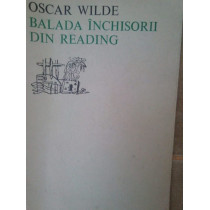 OSCAR WILDE
BALADA ÎNCHISORII
DIN READING